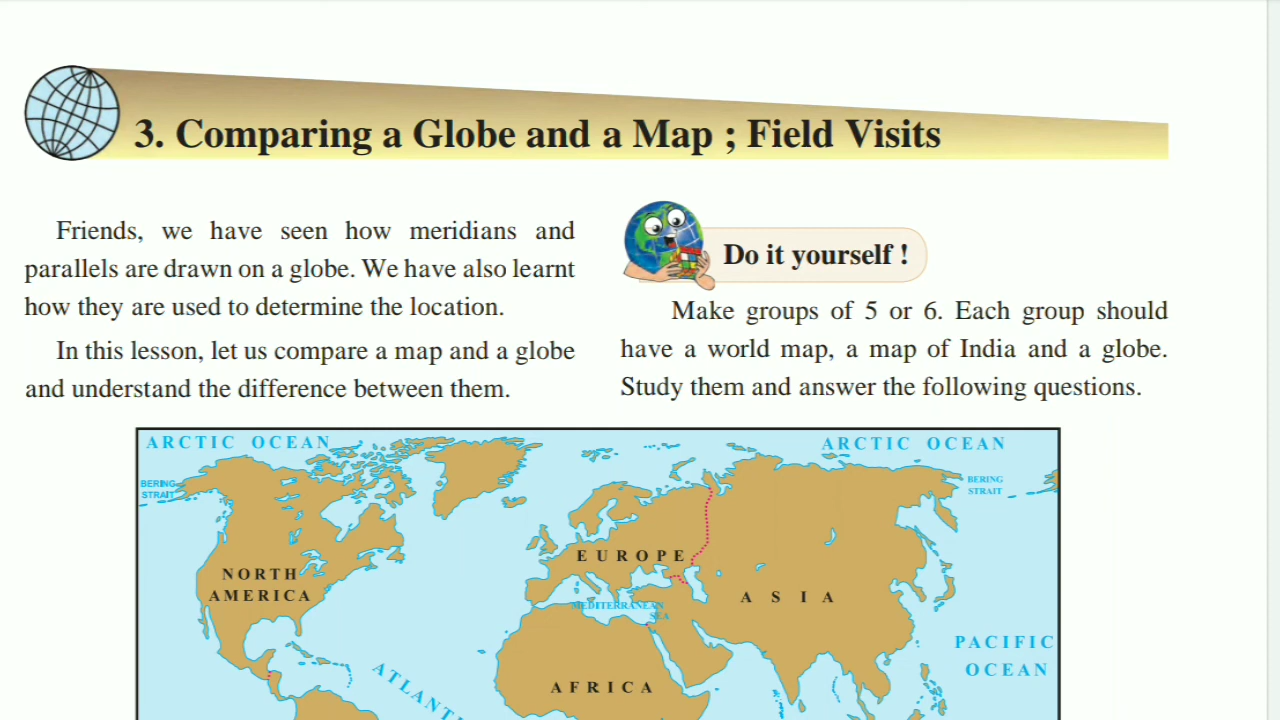 3. Comparing a Globe and a Map ; Field Visits
Friends, we have seen how meridians and
parallels are drawn on a globe. We have also learnt
how they are used to determine the location.
In this lesson, let us compare a map and a globe
and understand the difference between them.
Do it yourself !
Make groups of 5 or 6. Each group should
have a world map, a map of India and a globe.
Study them and answer the following questions.
ARCTIC OCEAN
ARCTIC OCEAN
BERING
STRAIT
BERING
STRAIT
EUROPE
NORTH
AMERICA
ASIA
MEDITERRANEAN
SEA
PACIFIC
OCEAN
AFRICA